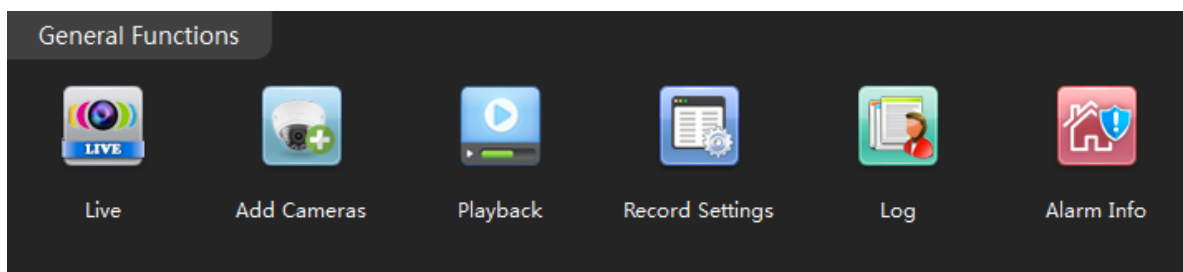 General Functions
LIVE
Live
Add Cameras
Playback
Record Settings
Log
Alarm Info